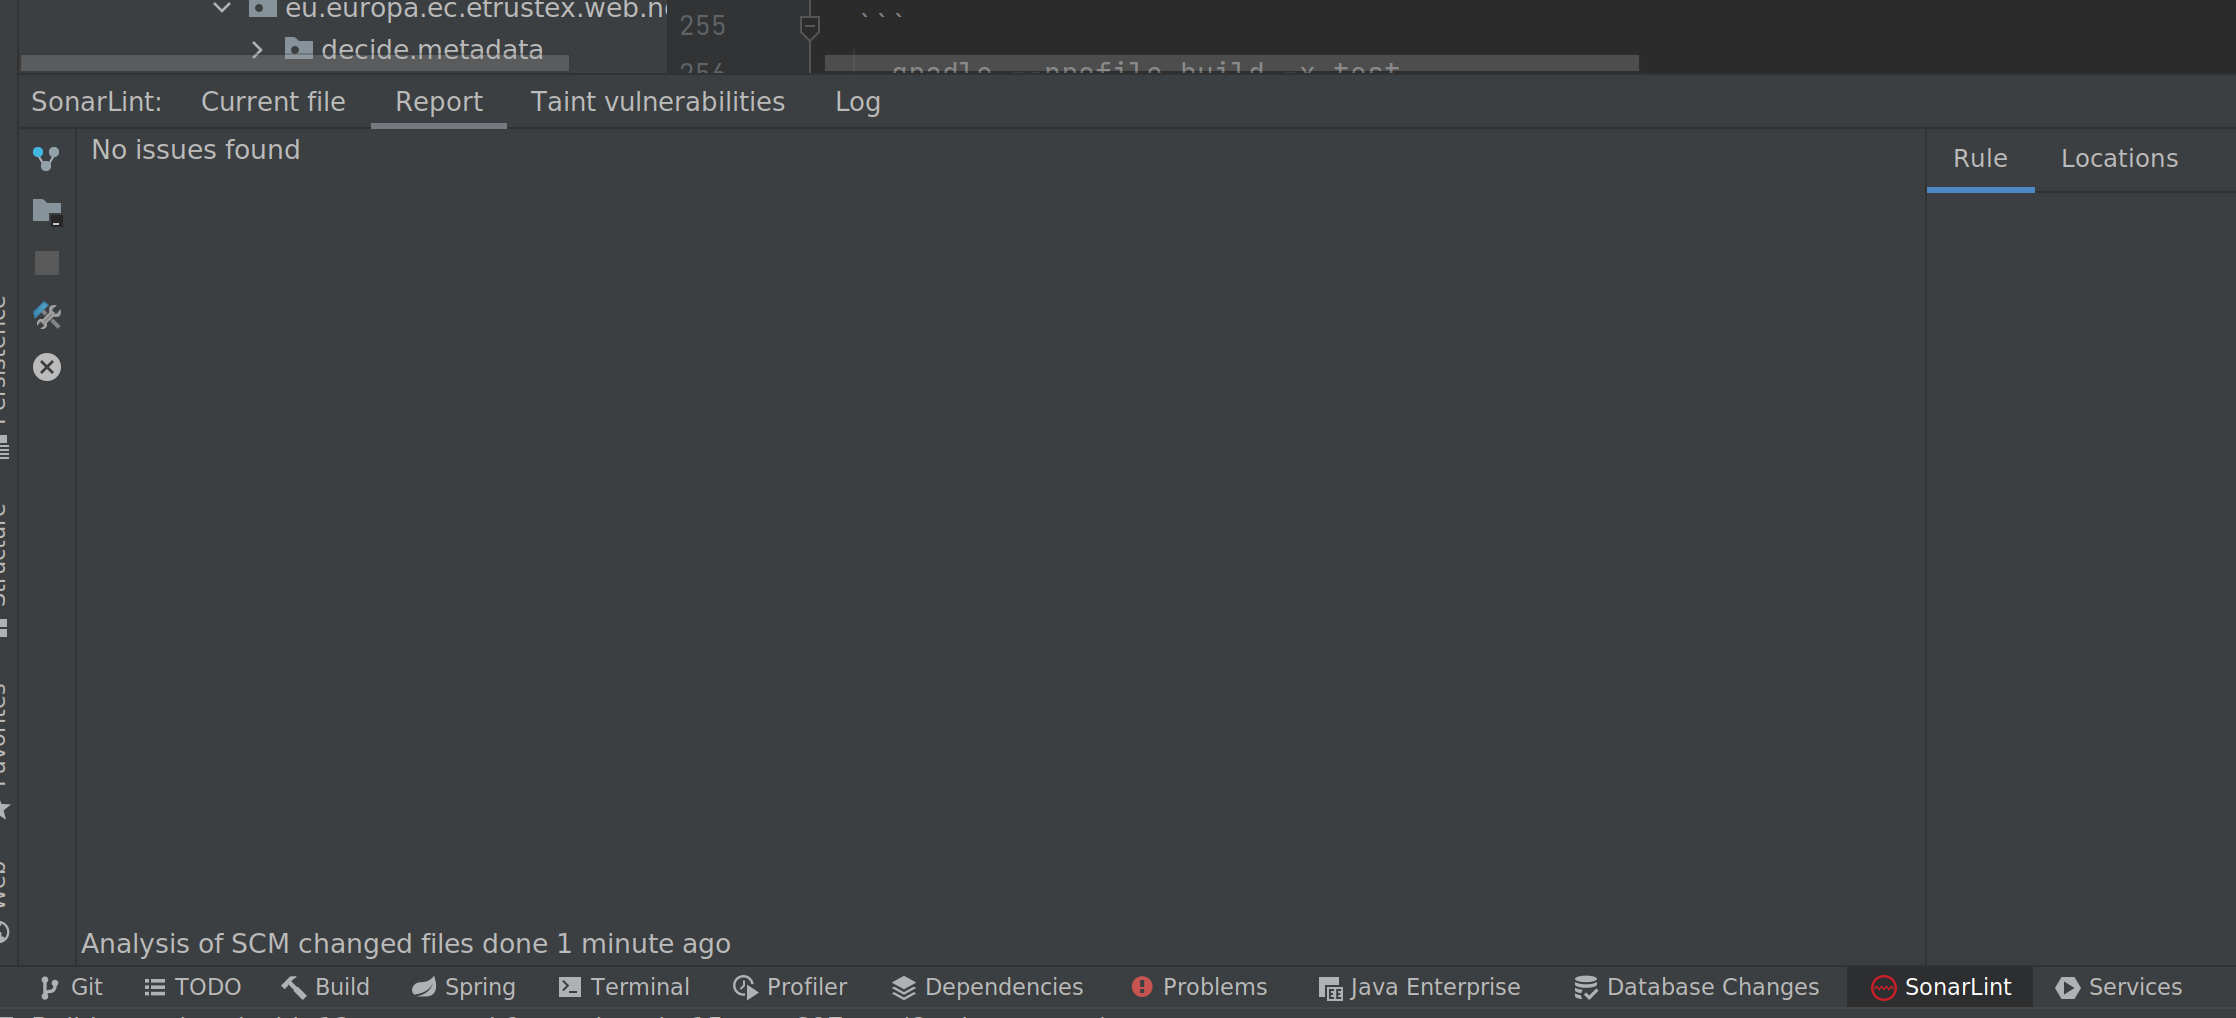 eu.europa.ec.etrustex.web.n
decide.metadata
255 ```
256 gradle --profile build -x test
SonarLint: Current file Report Taint vulnerabilities Log
No issues found
Rule Locations
Persistence
Structure
Favorites
Web
Analysis of SCM changed files done 1 minute ago
Git TODO Build Spring Terminal Profiler Dependencies Problems Java Enterprise Database Changes SonarLint Services